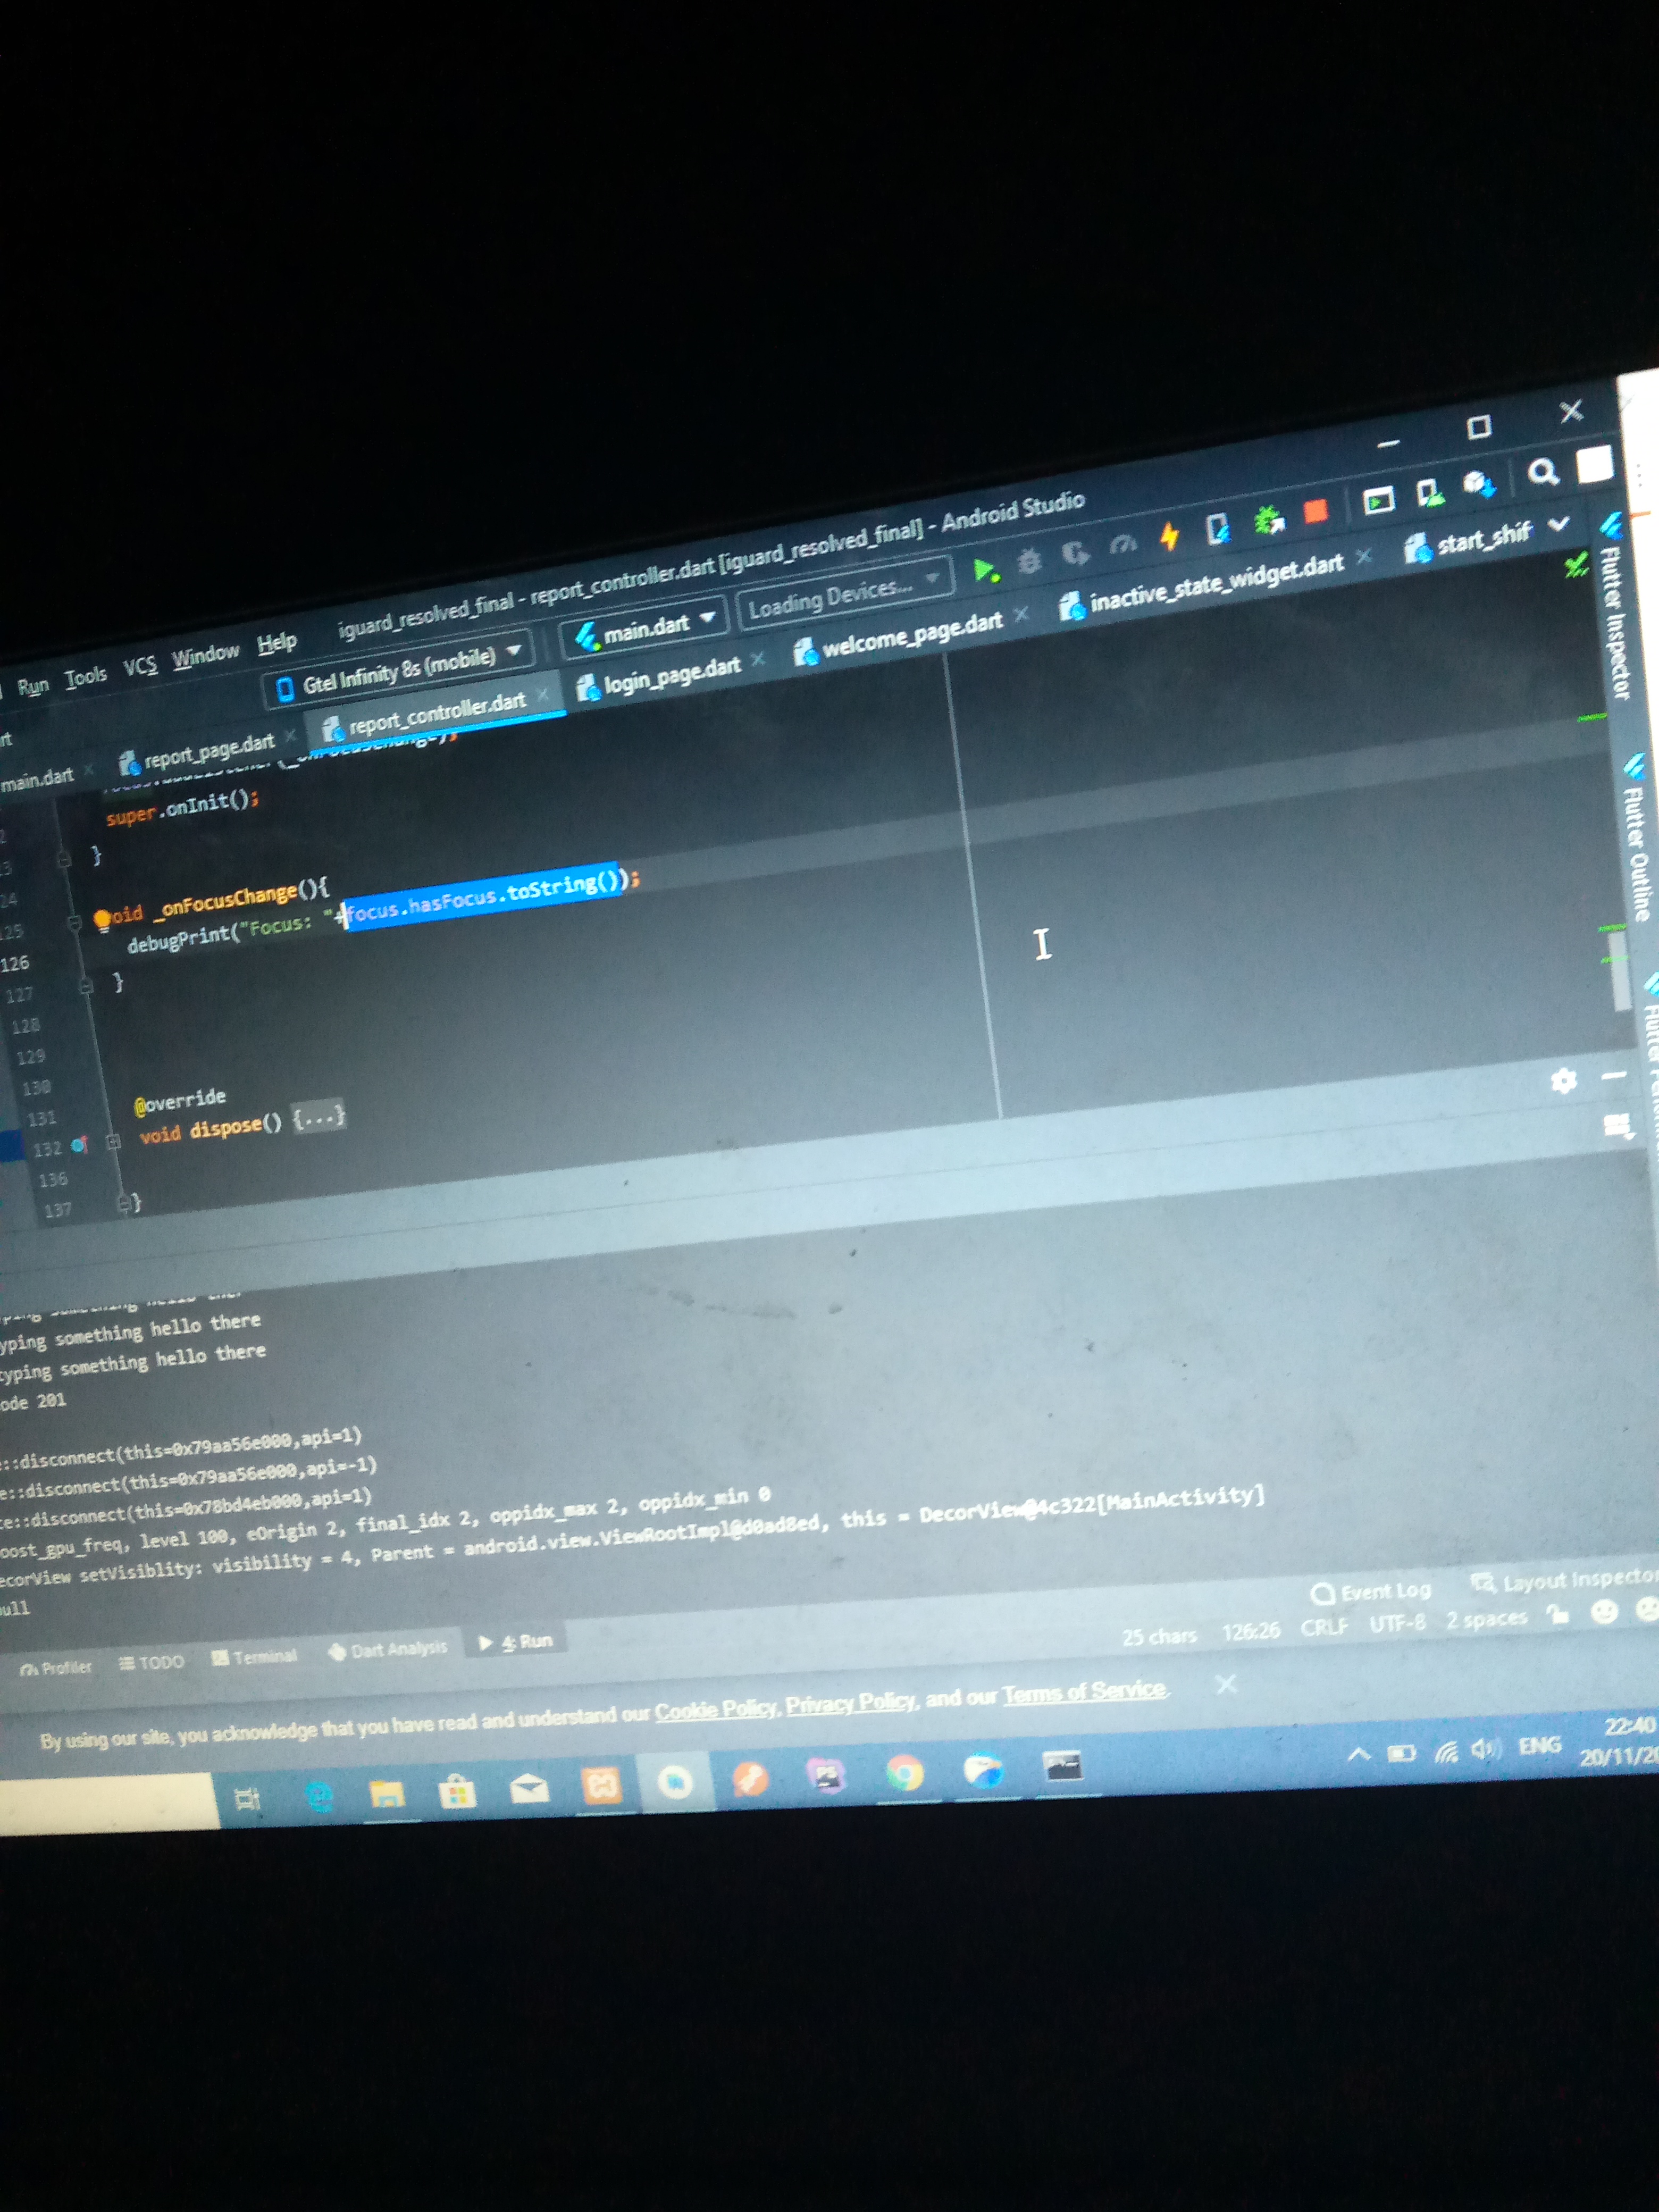 iguard_resolved_final - report_controller.dart [iguard_resolved_final] - Android Studio
Run Tools VCS Window Help
Gtel Infinity 8s (mobile) main.dart Loading Devices...
main.dart report_page.dart report_controller.dart login_page.dart welcome_page.dart inactive_state_widget.dart start_shif
super.onInit();
}
void _onFocusChange(){
debugPrint("Focus: "+focus.hasFocus.toString());
}
@override
void dispose() {...}
}
125
126
127
128
129
130
131
132
136
137
Flutter Inspector
Flutter Outline
typing something hello there
typing something hello there
ode 201
::disconnect(this=0x79aa56e000,api=1)
e::disconnect(this=0x79aa56e000,api=-1)
te::disconnect(this=0x78bd4eb000,api=1)
oost_gpu_freq, level 100, eOrigin 2, final_idx 2, oppidx_max 2, oppidx_min 0
ecorView setVisiblity: visibility = 4, Parent = android.view.ViewRootImpl@d0ad8ed, this = DecorView@4c322[MainActivity]
null
Event Log Layout Inspector
Profiler TODO Terminal Dart Analysis 4: Run
25 chars 126:26 CRLF UTF-8 2 spaces
By using our site, you acknowledge that you have read and understand our Cookie Policy, Privacy Policy, and our Terms of Service.
ENG
22:40
20/11/20